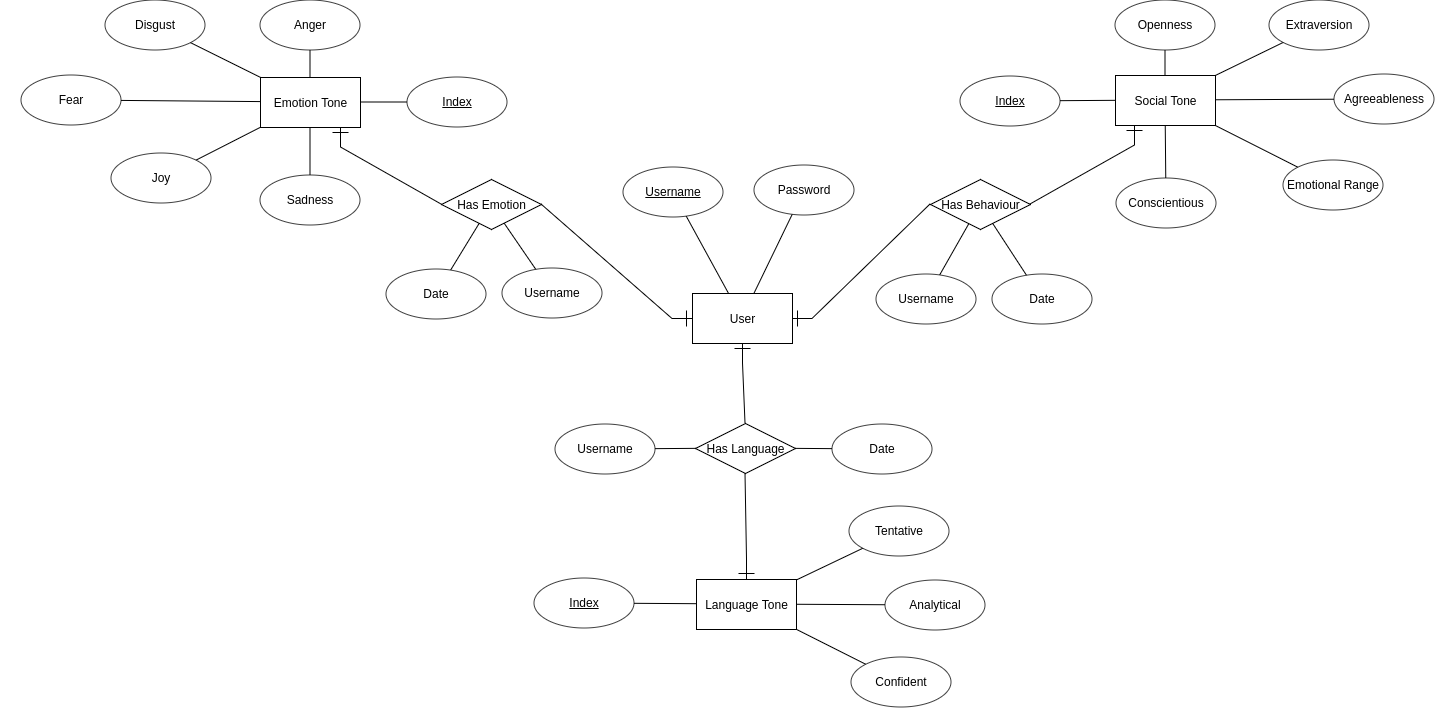 Disgust
Anger
Openness
Extraversion
Fear
Emotion Tone
Index
Index
Social Tone
Agreeableness
Joy
Sadness
Has Emotion
Username
Password
Has Behaviour
Conscientious
Emotional Range
Date
Username
User
Username
Date
Username
Has Language
Date
Tentative
Index
Language Tone
Analytical
Confident